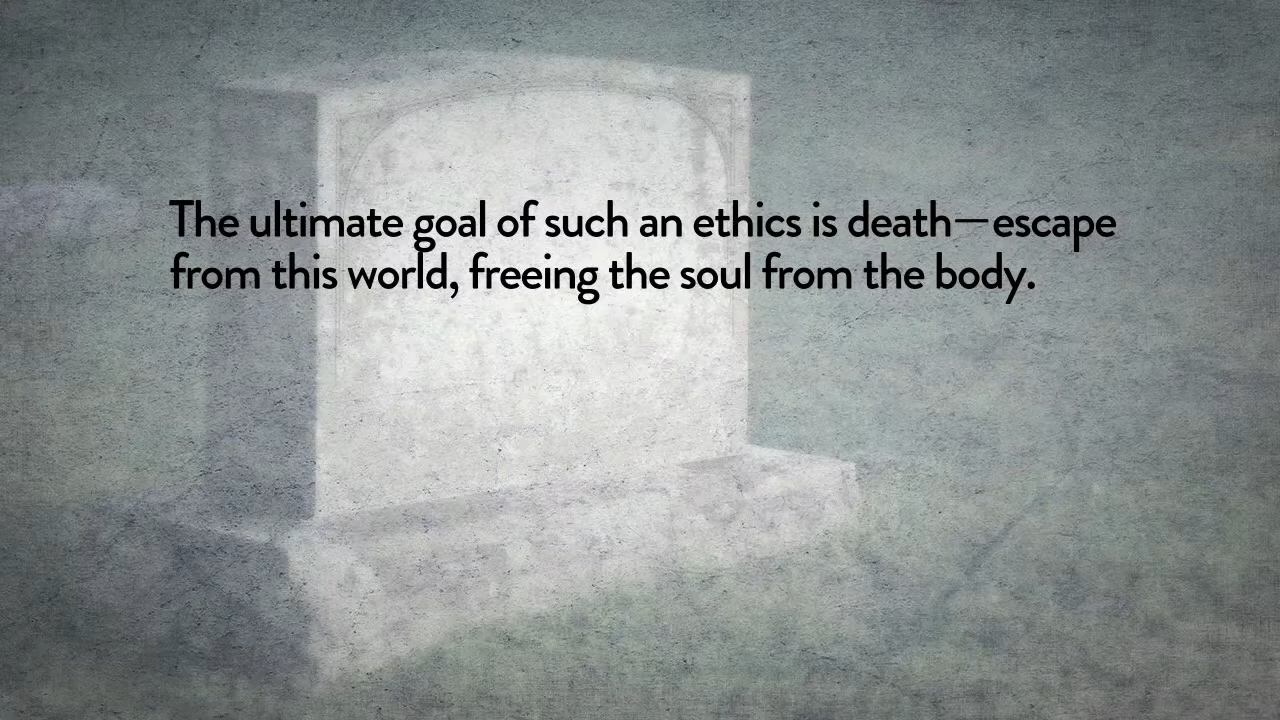 The ultimate goal of such an ethics is death—escape
from this world, freeing the soul from the body.